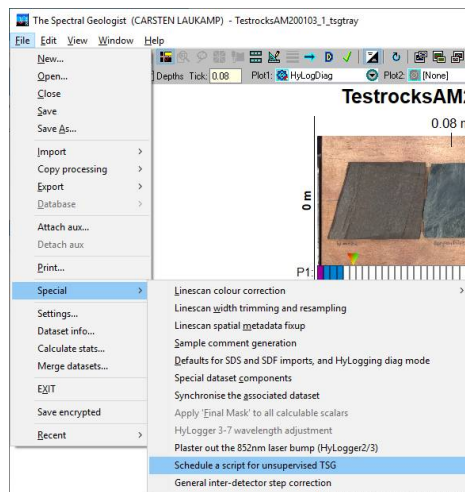 The Spectral Geologist (CARSTEN LAUKAMP) - TestrocksAM200103_1_tsgtray
File Edit View Window Help
New...
Open...
Close
Save
Save As...
Import
Copy processing
Export
Database
Attach aux...
Detach aux
Print...
Special
Settings...
Dataset info...
Calculate stats...
Merge datasets...
EXIT
Save encrypted
Recent
Depths Tick: 0.08 Plot1: HyLogDiag Plot2: [None]
TestrocksAM2
0.08 m
0 m
P1:
Linescan colour correction
Linescan width trimming and resampling
Linescan spatial metadata fixup
Sample comment generation
Defaults for SDS and SDF imports, and HyLogging diag mode
Special dataset components
Synchronise the associated dataset
Apply 'Final Mask' to all calculable scalars
HyLogger 3-7 wavelength adjustment
Plaster out the 852nm laser bump (HyLogger2/3)
Schedule a script for unsupervised TSG
General inter-detector step correction